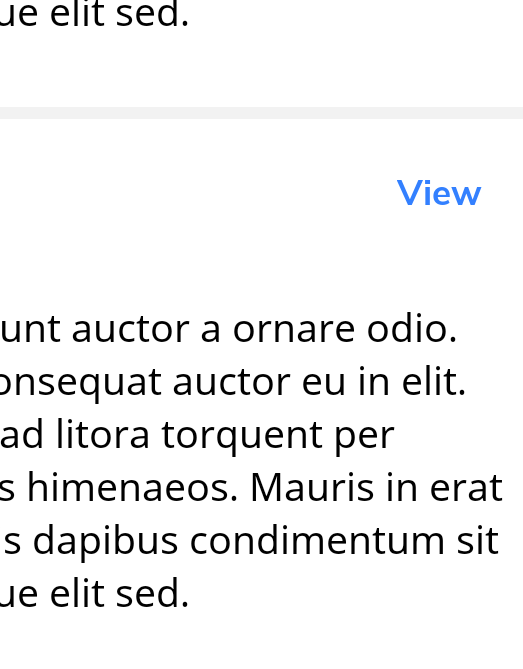 ue elit sed.
View
unt auctor a ornare odio.
onsequat auctor eu in elit.
ad litora torquent per
s himenaeos. Mauris in erat
s dapibus condimentum sit
ue elit sed.